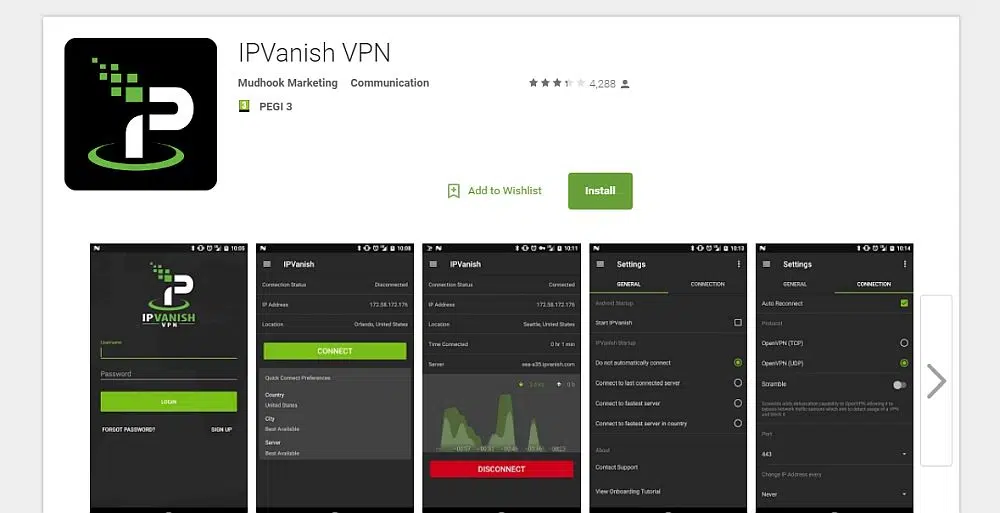 IPVanish VPN
Mudhook Marketing Communication
4,288
3
PEGI 3
Add to Wishlist
Install
10:05
IPVANISH
VPN
Username
Password
LOGIN
FORGOT PASSWORD? SIGN UP
10:08
IPVanish
Connection Status Disconnected
IP Address 172.58.172.176
Location Orlando, United States
CONNECT
Quick Connect Preferences
Country
United States
City
Best Available
Server
Best Available
10:11
IPVanish
Connection Status Connected
IP Address 172.58.172.176
Location Seattle, United States
Time Connected 0 hr 1 min
Server sea-a35.ipvanish.com
DISCONNECT
10:13
Settings
GENERAL CONNECTION
Android Startup
Start IPVanish
IPVanish Startup
Do not automatically connect
Connect to last connected server
Connect to fastest server
Connect to fastest server in country
About
Contact Support
View Onboarding Tutorial
10:14
Settings
GENERAL CONNECTION
Auto Reconnect
Protocol
OpenVPN (TCP)
OpenVPN (UDP)
Scramble
Port
443
Change IP Address every
Never